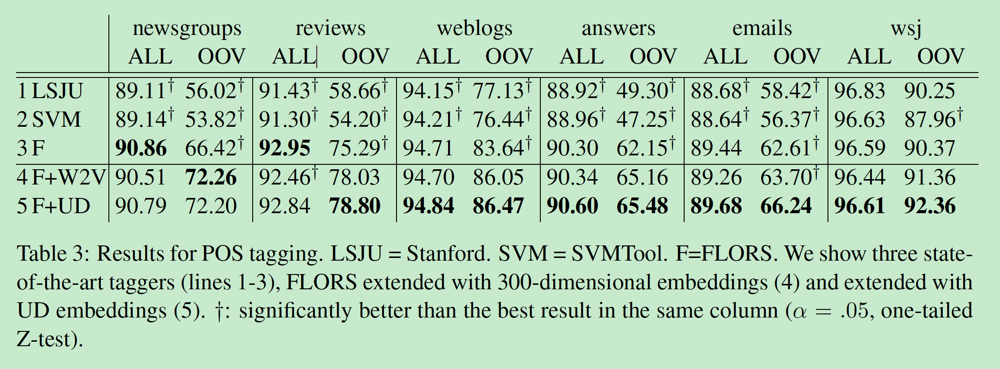 newsgroups reviews weblogs answers emails wsj
ALL OOV ALL OOV ALL OOV ALL OOV ALL OOV ALL OOV
1 LSJU 89.11† 56.02† 91.43† 58.66† 94.15† 77.13† 88.92† 49.30† 88.68† 58.42† 96.83 90.25
2 SVM 89.14† 53.82† 91.30† 54.20† 94.21† 76.44† 88.96† 47.25† 88.64† 56.37† 96.63 87.96†
3 F 90.86 66.42† 92.95 75.29† 94.71 83.64† 90.30 62.15† 89.44 62.61† 96.59 90.37
4 F+W2V 90.51 72.26 92.46† 78.03 94.70 86.05 90.34 65.16 89.26 63.70† 96.44 91.36
5 F+UD 90.79 72.20 92.84 78.80 94.84 86.47 90.60 65.48 89.68 66.24 96.61 92.36
Table 3: Results for POS tagging. LSJU = Stanford. SVM = SVMTool. F=FLORS. We show three state-
of-the-art taggers (lines 1-3), FLORS extended with 300-dimensional embeddings (4) and extended with
UD embeddings (5). †: significantly better than the best result in the same column (α = .05, one-tailed
Z-test).